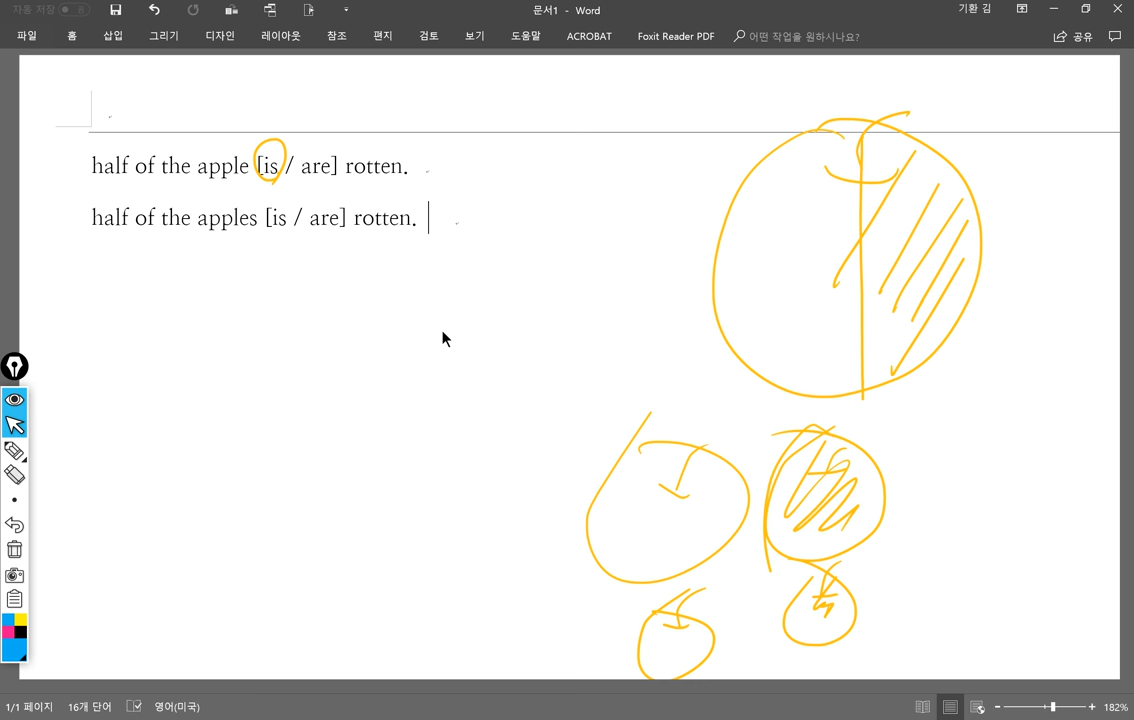 자동 저장
문서1 - Word
기환 김
파일 홈 삽입 그리기 디자인 레이아웃 참조 편지 검토 보기 도움말 ACROBAT Foxit Reader PDF 어떤 작업을 원하시나요? 공유
half of the apple [is / are] rotten.
half of the apples [is / are] rotten.
1/1 페이지 16개 단어 영어(미국) 182%